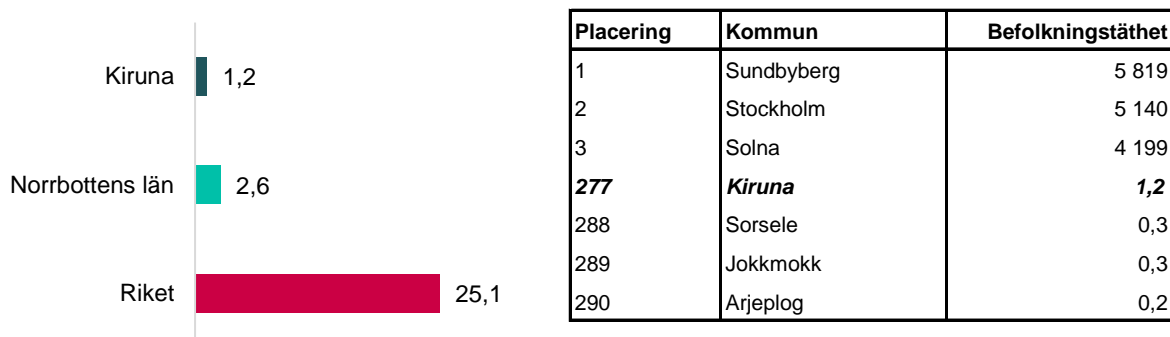 Kiruna 1,2
Norrbottens län 2,6
Riket 25,1
Placering Kommun Befolkningstäthet
1 Sundbyberg 5 819
2 Stockholm 5 140
3 Solna 4 199
277 Kiruna 1,2
288 Sorsele 0,3
289 Jokkmokk 0,3
290 Arjeplog 0,2